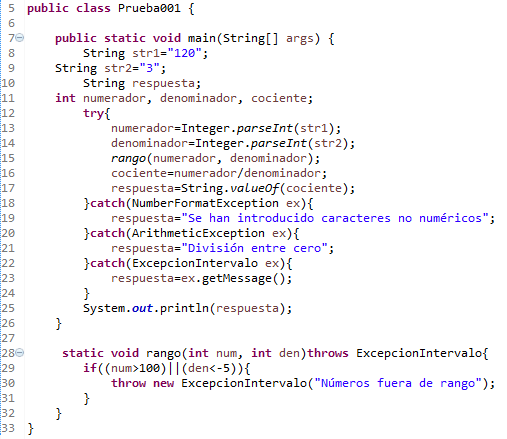 5 public class Prueba001 {
6
7 public static void main(String[] args) {
8 String str1="120";
9 String str2="3";
10 String respuesta;
11 int numerador, denominador, cociente;
12 try{
13 numerador=Integer.parseInt(str1);
14 denominador=Integer.parseInt(str2);
15 rango(numerador, denominador);
16 cociente=numerador/denominador;
17 respuesta=String.valueOf(cociente);
18 }catch(NumberFormatException ex){
19 respuesta="Se han introducido caracteres no numéricos";
20 }catch(ArithmeticException ex){
21 respuesta="División entre cero";
22 }catch(ExcepcionIntervalo ex){
23 respuesta=ex.getMessage();
24 }
25 System.out.println(respuesta);
26 }
27
28 static void rango(int num, int den)throws ExcepcionIntervalo{
29 if((num>100)||(den<-5)){
30 throw new ExcepcionIntervalo("Números fuera de rango");
31 }
32 }
33 }